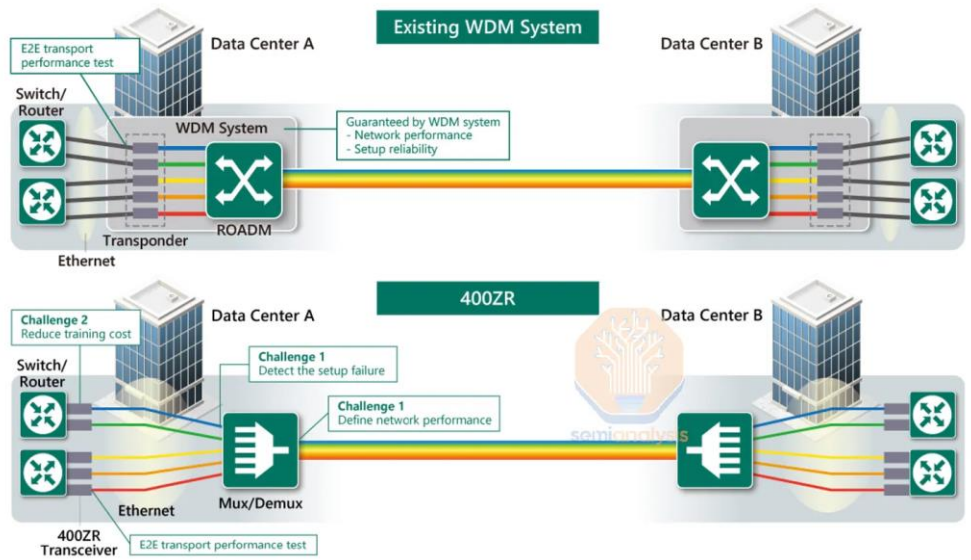 Existing WDM System
Data Center A
Data Center B
E2E transport
performance test
Switch/
Router
WDM System
Guaranteed by WDM system
- Network performance
- Setup reliability
ROADM
Transponder
Ethernet
400ZR
Data Center A
Data Center B
Challenge 2
Reduce training cost
Switch/
Router
Challenge 1
Detect the setup failure
Challenge 1
Define network performance
semianalysis
Mux/Demux
Ethernet
400ZR
Transceiver
E2E transport performance test